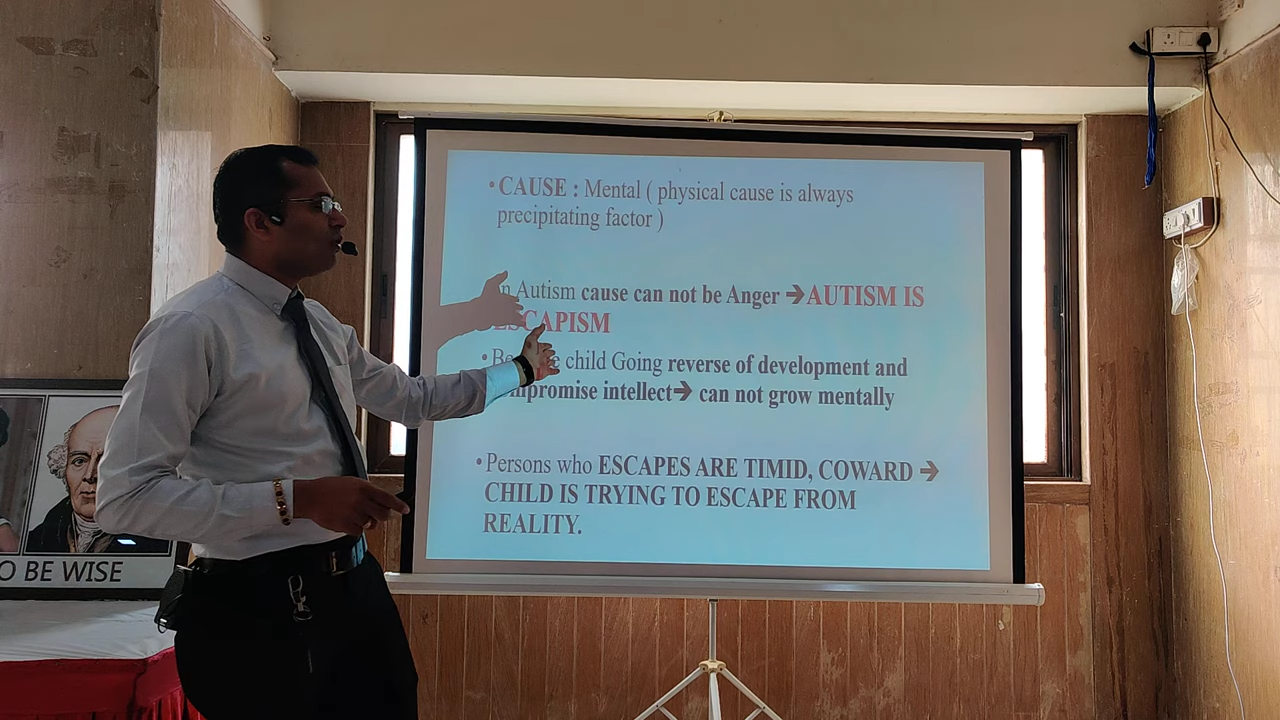 • CAUSE : Mental ( physical cause is always
precipitating factor )
Autism cause can not be Anger ➔AUTISM IS
ESCAPISM
• child Going reverse of development and
compromise intellect➔ can not grow mentally
• Persons who ESCAPES ARE TIMID, COWARD ➔
CHILD IS TRYING TO ESCAPE FROM
REALITY.
O BE WISE